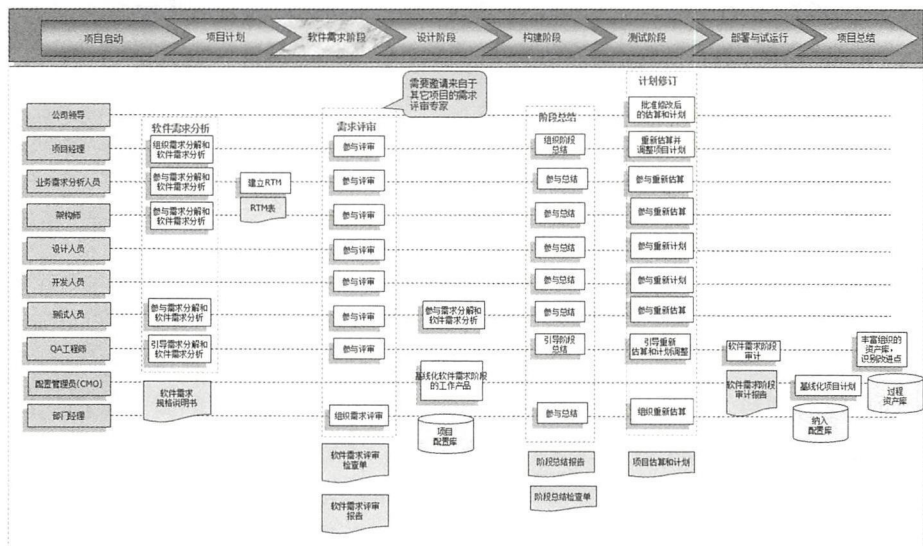 项目启动
项目计划
软件需求阶段
设计阶段
构建阶段
测试阶段
部署与试运行
项目总结
需要邀请来自于
其它项目的需求
评审专家
计划修订
公司领导
批准修改后
的估算和计划
软件需求分析
需求评审
阶段总结
项目经理
组织需求分解和
软件需求分析
参与评审
组织阶段
总结
重新估算并
调整项目计划
业务需求分析人员
参与需求分解和
软件需求分析
建立RTM
参与评审
参与总结
参与重新估算
架构师
参与需求分解和
软件需求分析
RTM表
参与评审
参与总结
参与重新估算
设计人员
参与评审
参与总结
参与重新计划
开发人员
参与评审
参与总结
参与重新计划
测试人员
参与需求分解和
软件需求分析
参与评审
参与需求分解和
软件需求分析
参与总结
参与重新估算
QA工程师
引导需求分解和
软件需求分析
参与评审
引导阶段
总结
引导重新
估算和计划调整
软件需求阶段
审计
丰富组织的
资产库，
识别改进点
配置管理员(CMO)
软件需求
规格说明书
基线化软件需求阶段
的工作产品
软件需求阶段
审计报告
基线化项目计划
过程
资产库
部门经理
组织需求评审
项目
配置库
参与总结
组织重新估算
纳入
配置库
软件需求评审
检查单
阶段总结报告
项目估算和计划
软件需求评审
报告
阶段总结检查单